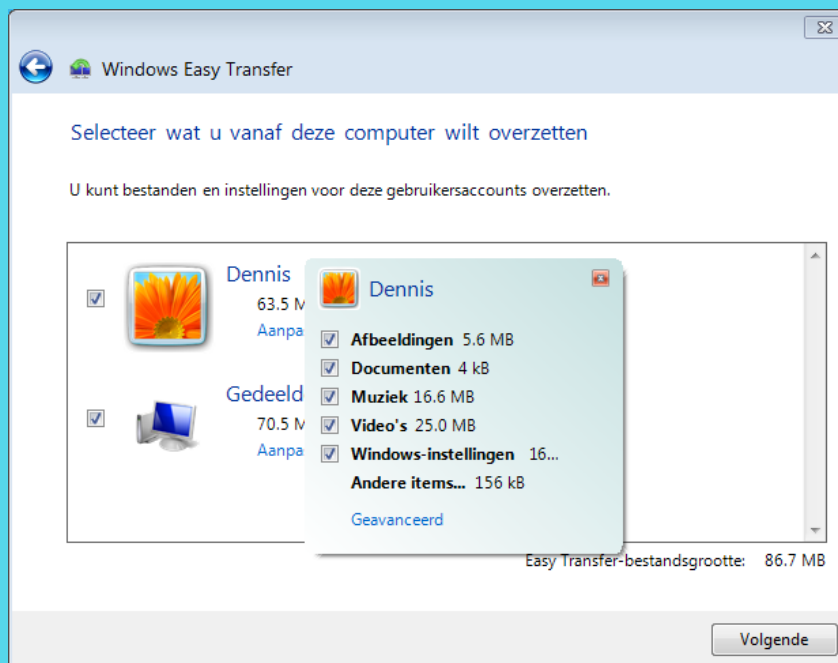 Windows Easy Transfer
Selecteer wat u vanaf deze computer wilt overzetten
U kunt bestanden en instellingen voor deze gebruikersaccounts overzetten.
Dennis
63.5 M
Aanpa
Gedeeld
70.5 M
Aanpa
Dennis
Afbeeldingen 5.6 MB
Documenten 4 kB
Muziek 16.6 MB
Video's 25.0 MB
Windows-instellingen 16...
Andere items... 156 kB
Geavanceerd
Easy Transfer-bestandsgrootte: 86.7 MB
Volgende